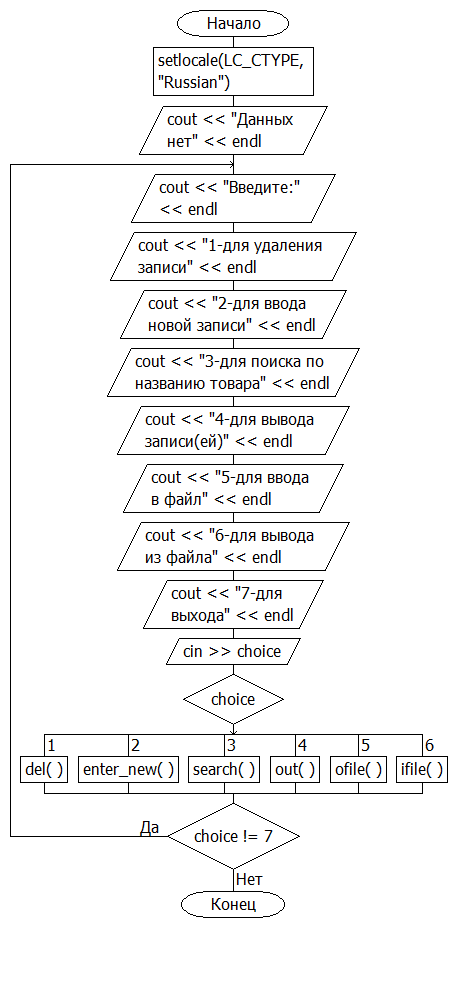 Начало
setlocale(LC_CTYPE,
"Russian")
cout << "Данных
нет" << endl
cout << "Введите:"
<< endl
cout << "1-для удаления
записи" << endl
cout << "2-для ввода
новой записи" << endl
cout << "3-для поиска по
названию товара" << endl
cout << "4-для вывода
записи(ей)" << endl
cout << "5-для ввода
в файл" << endl
cout << "6-для вывода
из файла" << endl
cout << "7-для
выхода" << endl
cin >> choice
choice
1 2 3 4 5 6
del( ) enter_new( ) search( ) out( ) ofile( ) ifile( )
Да
choice != 7
Нет
Конец